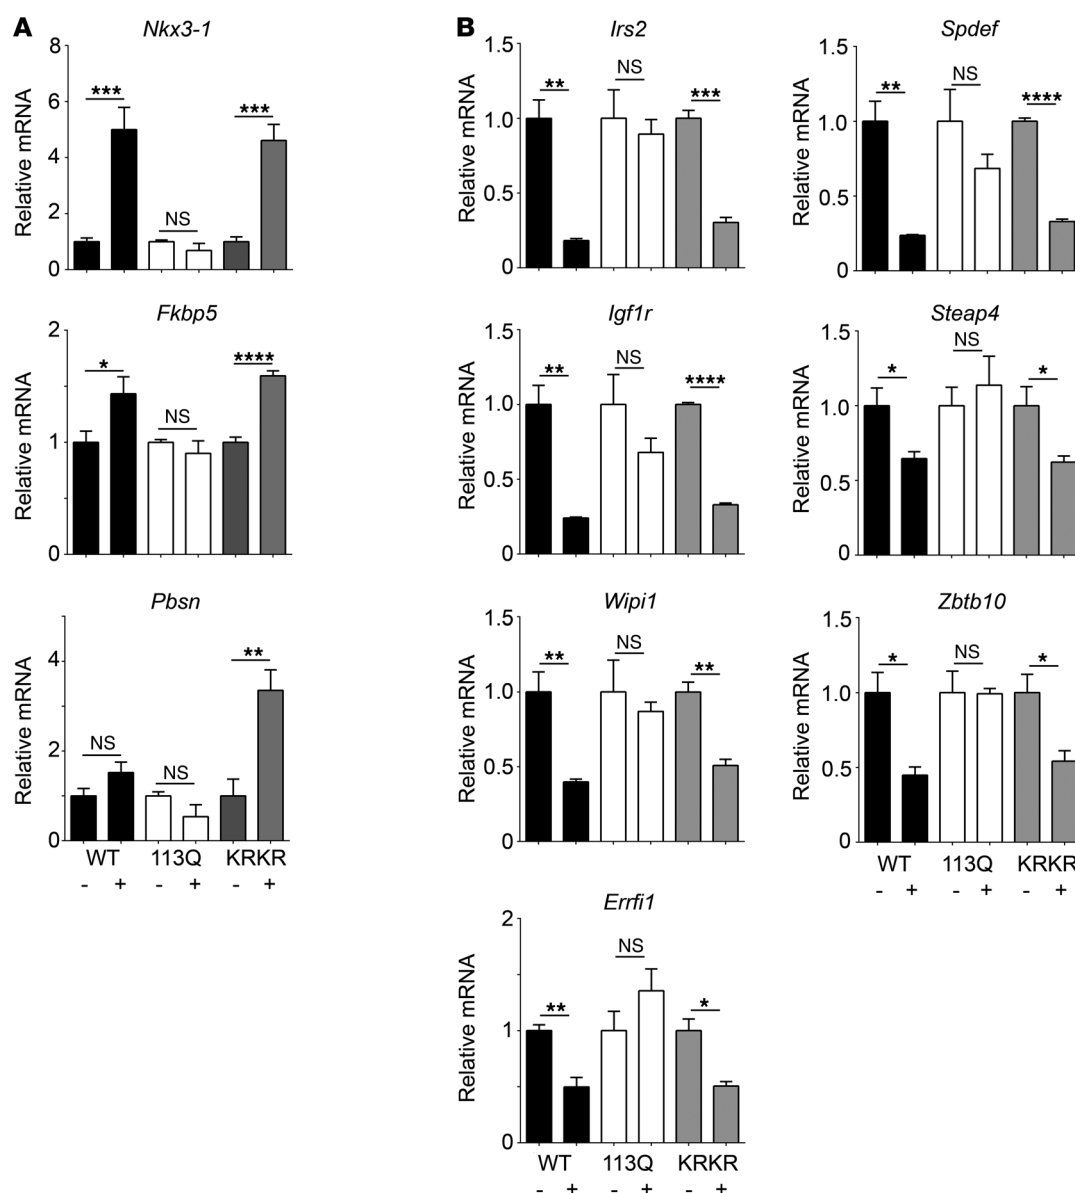 A
Nkx3-1
Relative mRNA
8
6
4
2
0
***
NS
***
Fkbp5
Relative mRNA
2
1
0
*
NS
****
Pbsn
Relative mRNA
4
2
0
NS
NS
**
WT 113Q KRKR
- + - + - +
B
Irs2
Relative mRNA
1.5
1.0
0.5
0
**
NS
***
Spdef
Relative mRNA
1.5
1.0
0.5
0
**
NS
****
Igf1r
Relative mRNA
1.5
1.0
0.5
0
**
NS
****
Steap4
Relative mRNA
1.5
1.0
0.5
0
*
NS
*
Wipi1
Relative mRNA
1.5
1.0
0.5
0
**
NS
**
Zbtb10
Relative mRNA
1.5
1.0
0.5
0
*
NS
*
WT 113Q KRKR
- + - + - +
Errfi1
Relative mRNA
2
1
0
**
NS
*
WT 113Q KRKR
- + - + - +